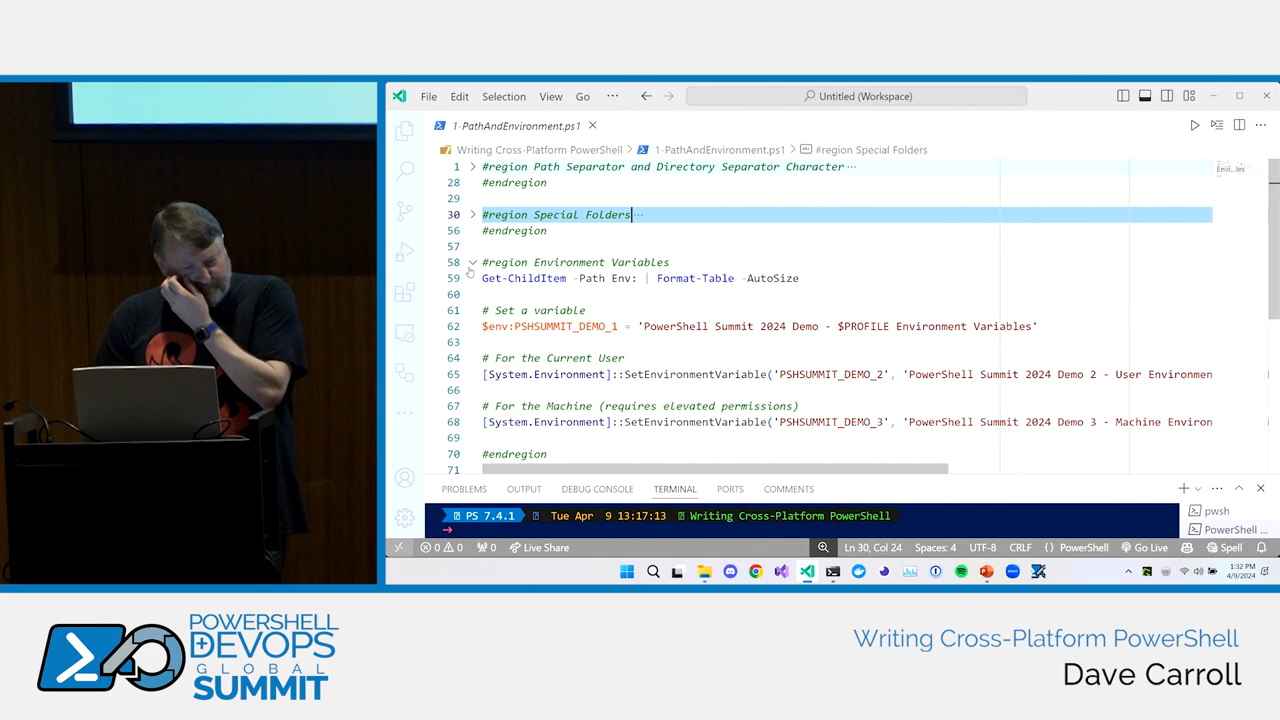 File Edit Selection View Go ··· Untitled (Workspace)
1-PathAndEnvironment.ps1
Writing Cross-Platform PowerShell > 1-PathAndEnvironment.ps1 > #region Special Folders
1 #region Path Separator and Directory Separator Character ···
28 #endregion
29
30 #region Special Folders ···
56 #endregion
57
58 #region Environment Variables
59 Get-ChildItem -Path Env: | Format-Table -AutoSize
60
61 # Set a variable
62 $env:PSHSUMMIT_DEMO_1 = 'PowerShell Summit 2024 Demo - $PROFILE Environment Variables'
63
64 # For the Current User
65 [System.Environment]::SetEnvironmentVariable('PSHSUMMIT_DEMO_2', 'PowerShell Summit 2024 Demo 2 - User Environmen
66
67 # For the Machine (requires elevated permissions)
68 [System.Environment]::SetEnvironmentVariable('PSHSUMMIT_DEMO_3', 'PowerShell Summit 2024 Demo 3 - Machine Environ
69
70 #endregion
71
PROBLEMS OUTPUT DEBUG CONSOLE TERMINAL PORTS COMMENTS
PS 7.4.1 Tue Apr 9 13:17:13 Writing Cross-Platform PowerShell
pwsh
PowerShell ...
0 0 0 Live Share Ln 30, Col 24 Spaces: 4 UTF-8 CRLF {} PowerShell Go Live Spell
1:32 PM
4/9/2024
POWERSHELL
DEVOPS
GLOBAL
SUMMIT
Writing Cross-Platform PowerShell
Dave Carroll